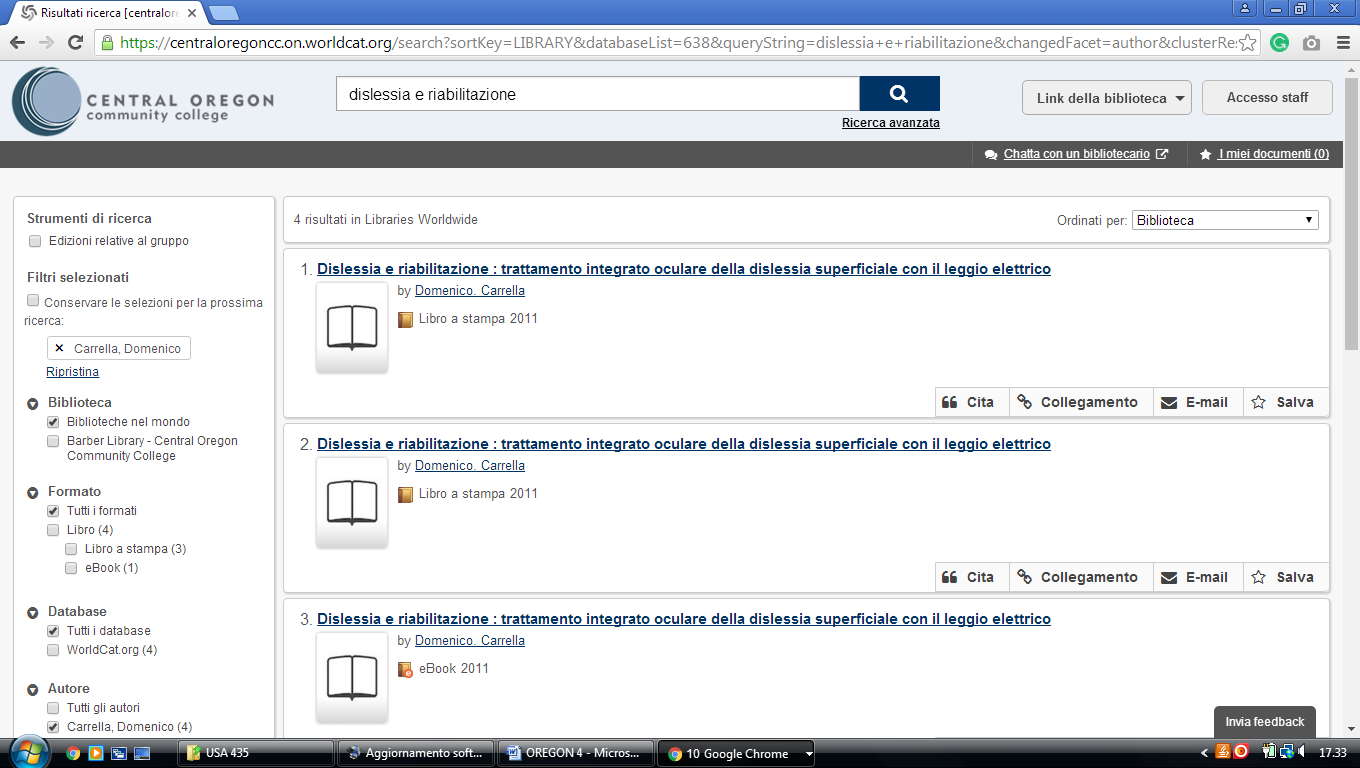 Risultati ricerca [centralore
https://centraloregoncc.on.worldcat.org/search?sortKey=LIBRARY&databaseList=638&queryString=dislessia+e+riabilitazione&changedFacet=author&clusterRes
CENTRAL OREGON
community college
dislessia e riabilitazione
Ricerca avanzata
Link della biblioteca
Accesso staff
Chatta con un bibliotecario
I miei documenti (0)
Strumenti di ricerca
Edizioni relative al gruppo
Filtri selezionati
Conservare le selezioni per la prossima
ricerca:
Carrella, Domenico
Ripristina
Biblioteca
Biblioteche nel mondo
Barber Library - Central Oregon
Community College
Formato
Tutti i formati
Libro (4)
Libro a stampa (3)
eBook (1)
Database
Tutti i database
WorldCat.org (4)
Autore
Tutti gli autori
Carrella, Domenico (4)
4 risultati in Libraries Worldwide
Ordinati per: Biblioteca
1. Dislessia e riabilitazione : trattamento integrato oculare della dislessia superficiale con il leggio elettrico
by Domenico. Carrella
Libro a stampa 2011
Cita Collegamento E-mail Salva
2. Dislessia e riabilitazione : trattamento integrato oculare della dislessia superficiale con il leggio elettrico
by Domenico. Carrella
Libro a stampa 2011
Cita Collegamento E-mail Salva
3. Dislessia e riabilitazione : trattamento integrato oculare della dislessia superficiale con il leggio elettrico
by Domenico. Carrella
eBook 2011
Invia feedback
USA 435
Aggiornamento soft...
OREGON 4 - Micros...
10 Google Chrome
17.33